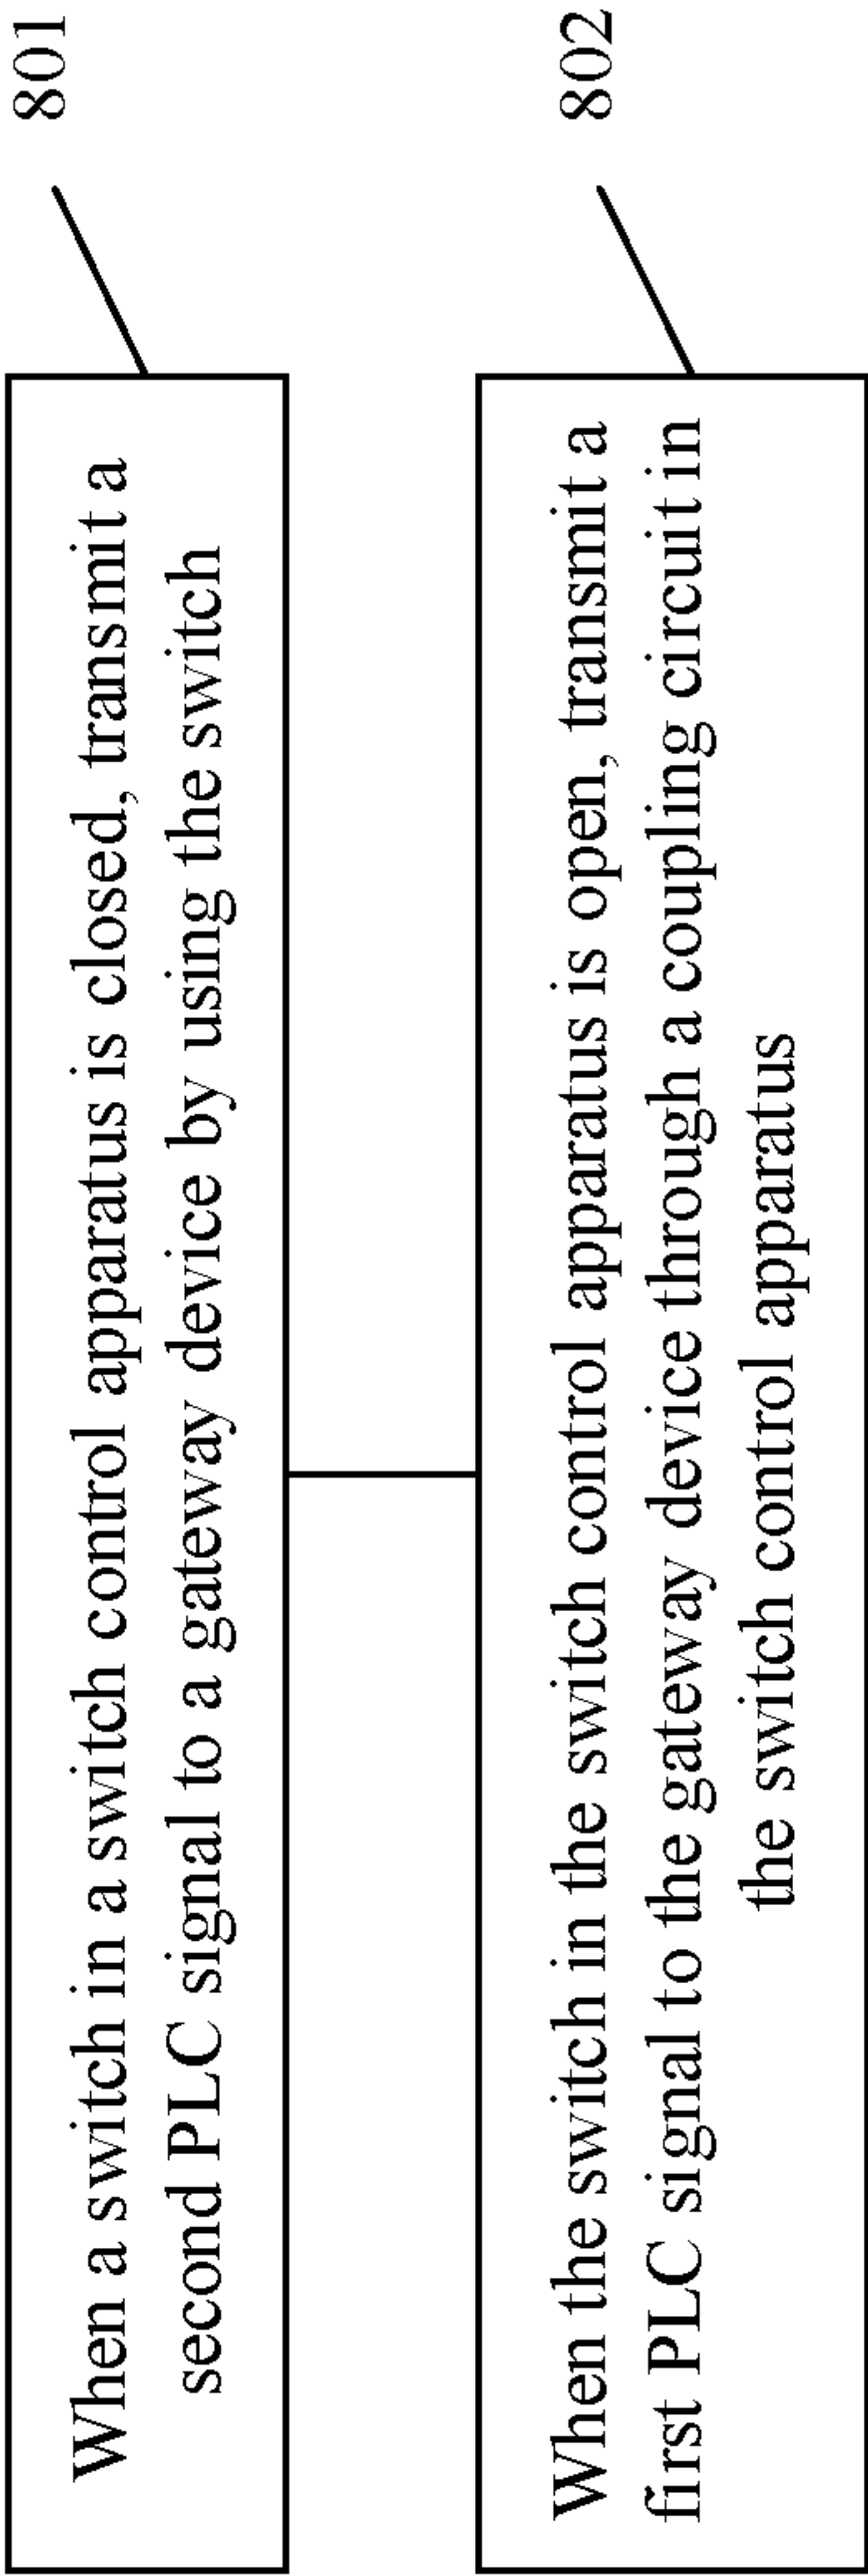 When a switch in a switch control apparatus is closed, transmit a
second PLC signal to a gateway device by using the switch
801
When the switch in the switch control apparatus is open, transmit a
first PLC signal to the gateway device through a coupling circuit in
the switch control apparatus
802